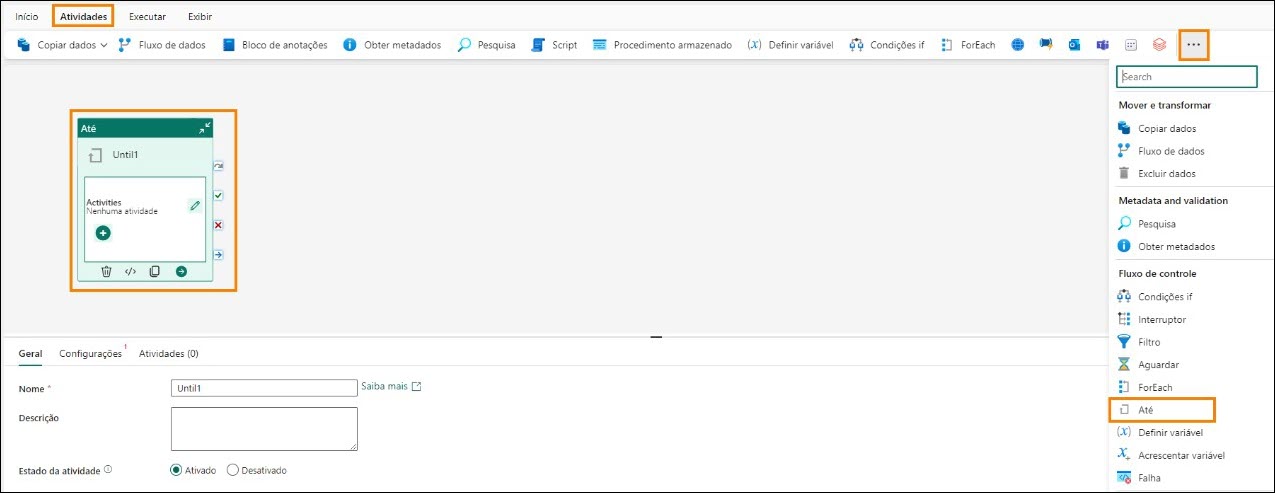 Início Atividades Executar Exibir
Copiar dados Fluxo de dados Bloco de anotações Obter metadados Pesquisa Script Procedimento armazenado (x) Definir variável Condições if ForEach ...
Search
Mover e transformar
Copiar dados
Fluxo de dados
Excluir dados
Metadata and validation
Pesquisa
Obter metadados
Fluxo de controle
Condições if
Interruptor
Filtro
Aguardar
ForEach
Até
(x) Definir variável
X+ Acrescentar variável
Falha
Até
Until1
Activities
Nenhuma atividade
Geral Configurações 1 Atividades (0)
Nome * Until1 Saiba mais
Descrição
Estado da atividade Ativado Desativado